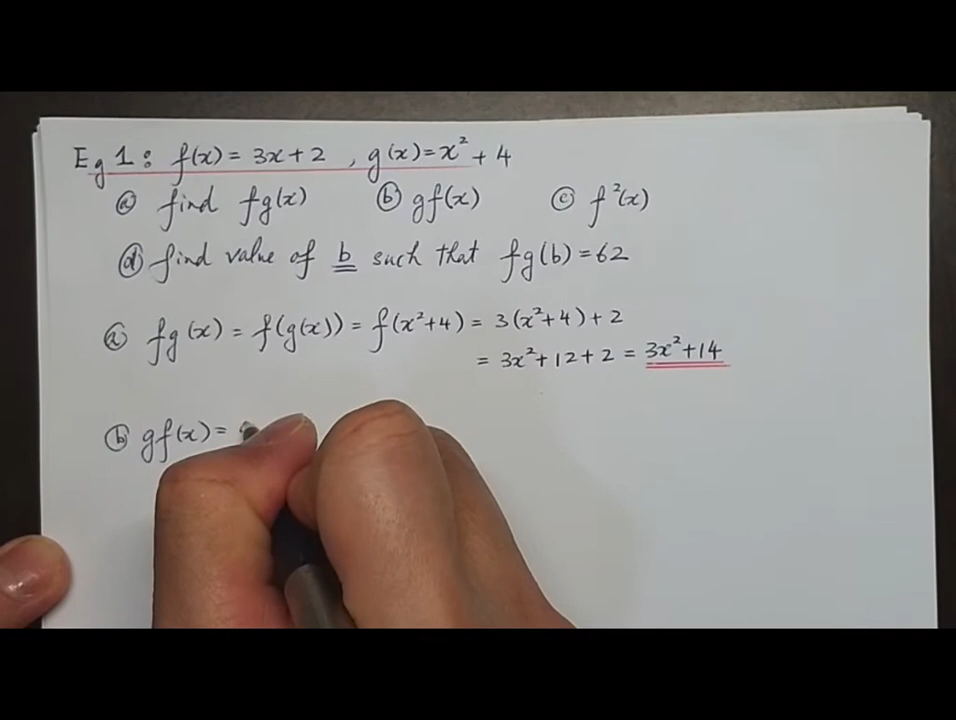 Eg 1: f(x) = 3x + 2 , g(x) = x² + 4
ⓐ find fg(x) ⓑ gf(x) ⓒ f²(x)
ⓓ find value of b such that fg(b) = 62
ⓐ fg(x) = f(g(x)) = f(x²+4) = 3(x²+4) + 2
= 3x² + 12 + 2 = 3x² + 14
ⓑ gf(x) =